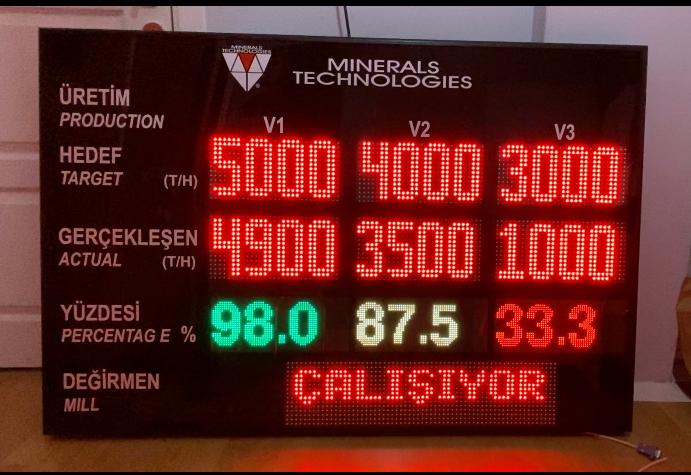 MINERALS
TECHNOLOGIES
MINERALS
TECHNOLOGIES
ÜRETİM
PRODUCTION
V1 V2 V3
HEDEF
TARGET (T/H) 5000 4000 3000
GERÇEKLEŞEN
ACTUAL (T/H) 4900 3500 1000
YÜZDESİ
PERCENTAG E % 98.0 87.5 33.3
DEĞİRMEN
MILL ÇALIŞIYOR